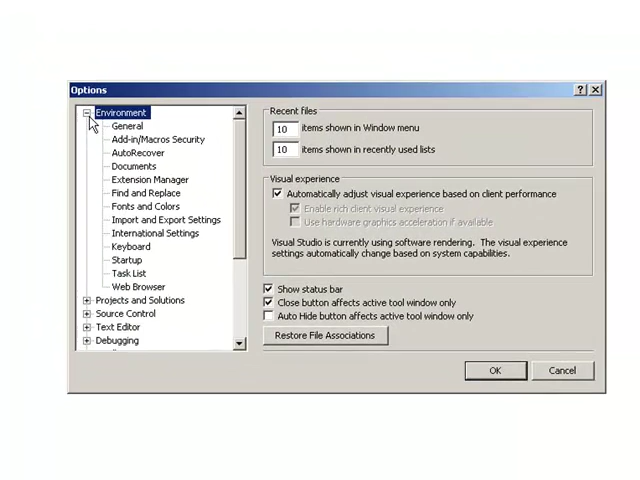 Options
Environment
General
Add-in/Macros Security
AutoRecover
Documents
Extension Manager
Find and Replace
Fonts and Colors
Import and Export Settings
International Settings
Keyboard
Startup
Task List
Web Browser
Projects and Solutions
Source Control
Text Editor
Debugging
Recent files
10 items shown in Window menu
10 items shown in recently used lists
Visual experience
Automatically adjust visual experience based on client performance
Enable rich client visual experience
Use hardware graphics acceleration if available
Visual Studio is currently using software rendering. The visual experience
settings automatically change based on system capabilities.
Show status bar
Close button affects active tool window only
Auto Hide button affects active tool window only
Restore File Associations
OK
Cancel